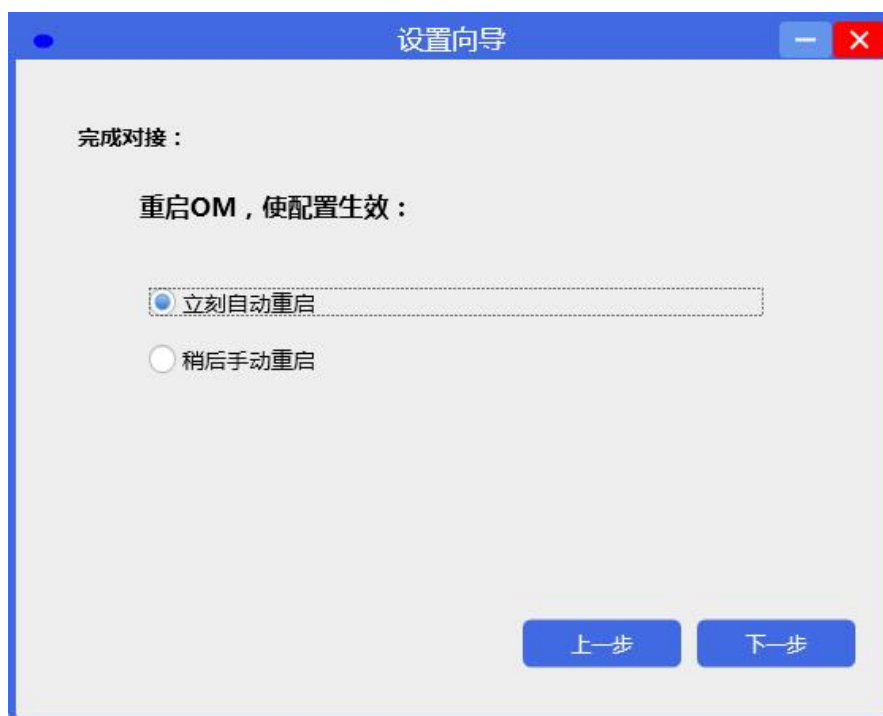 设置向导
完成对接：
重启OM，使配置生效：
立刻自动重启
稍后手动重启
上一步
下一步